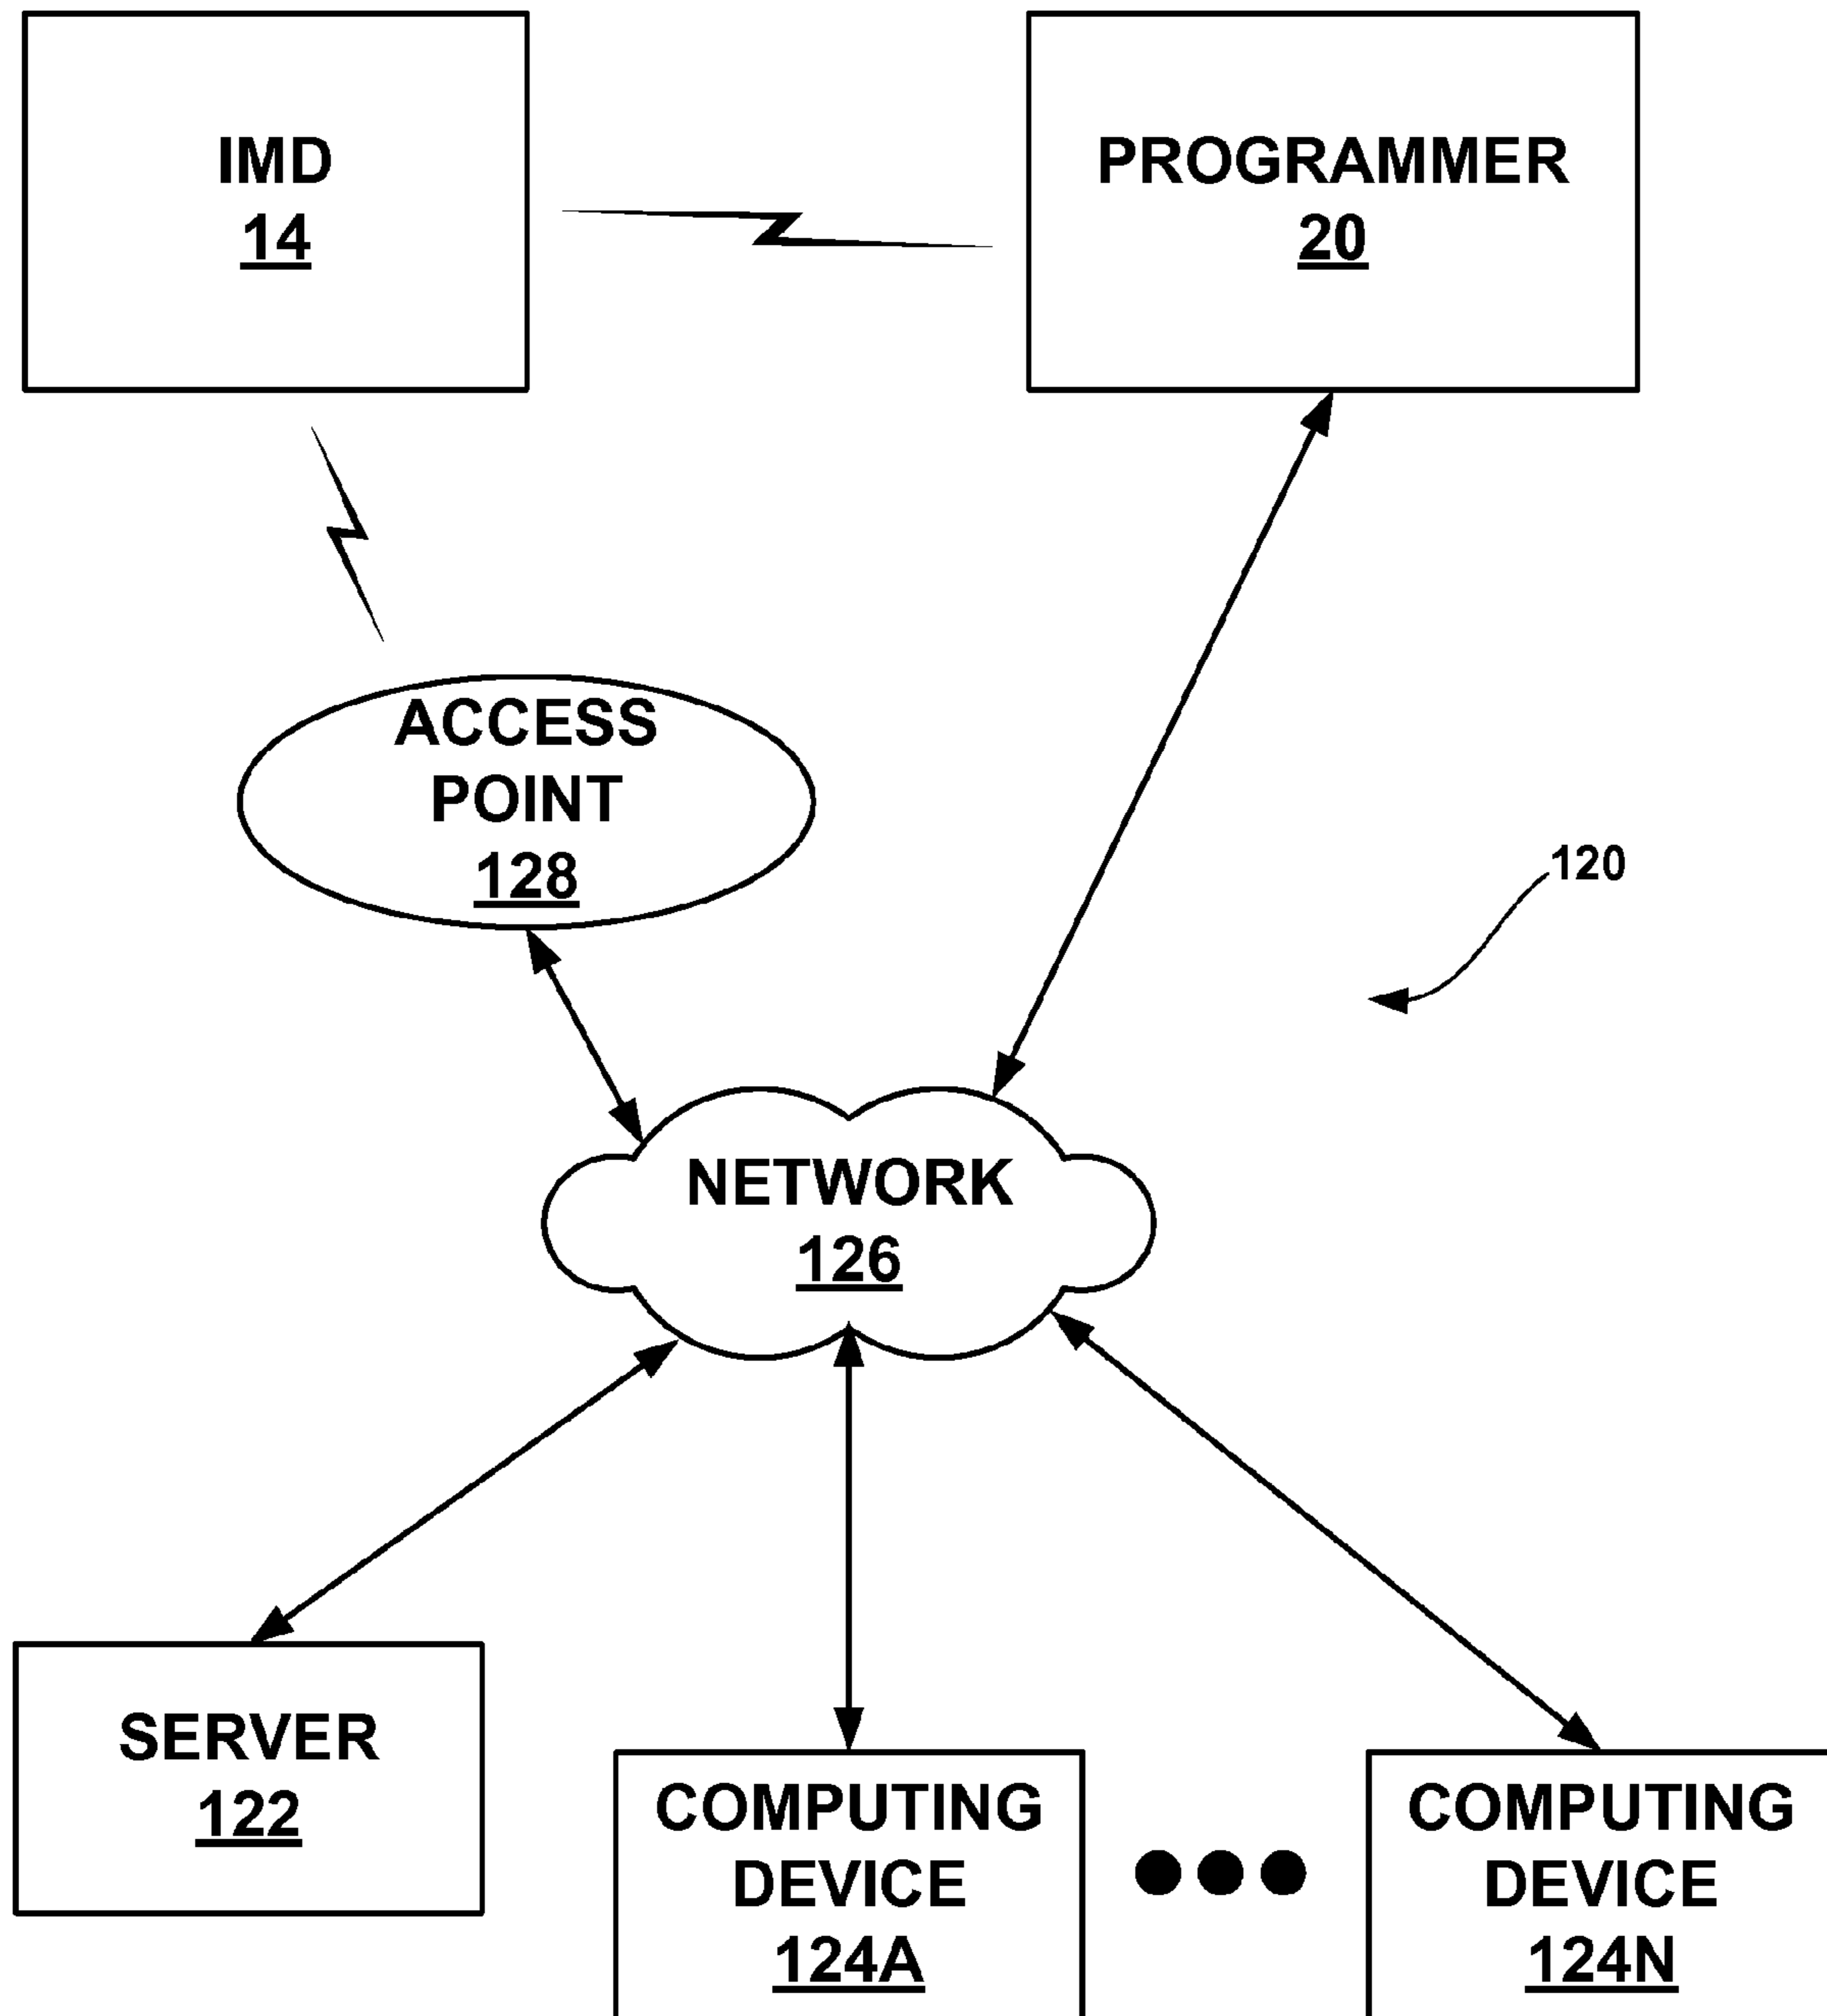 IMD
14
PROGRAMMER
20
ACCESS
POINT
128
120
NETWORK
126
SERVER
122
COMPUTING
DEVICE
124A
COMPUTING
DEVICE
124N